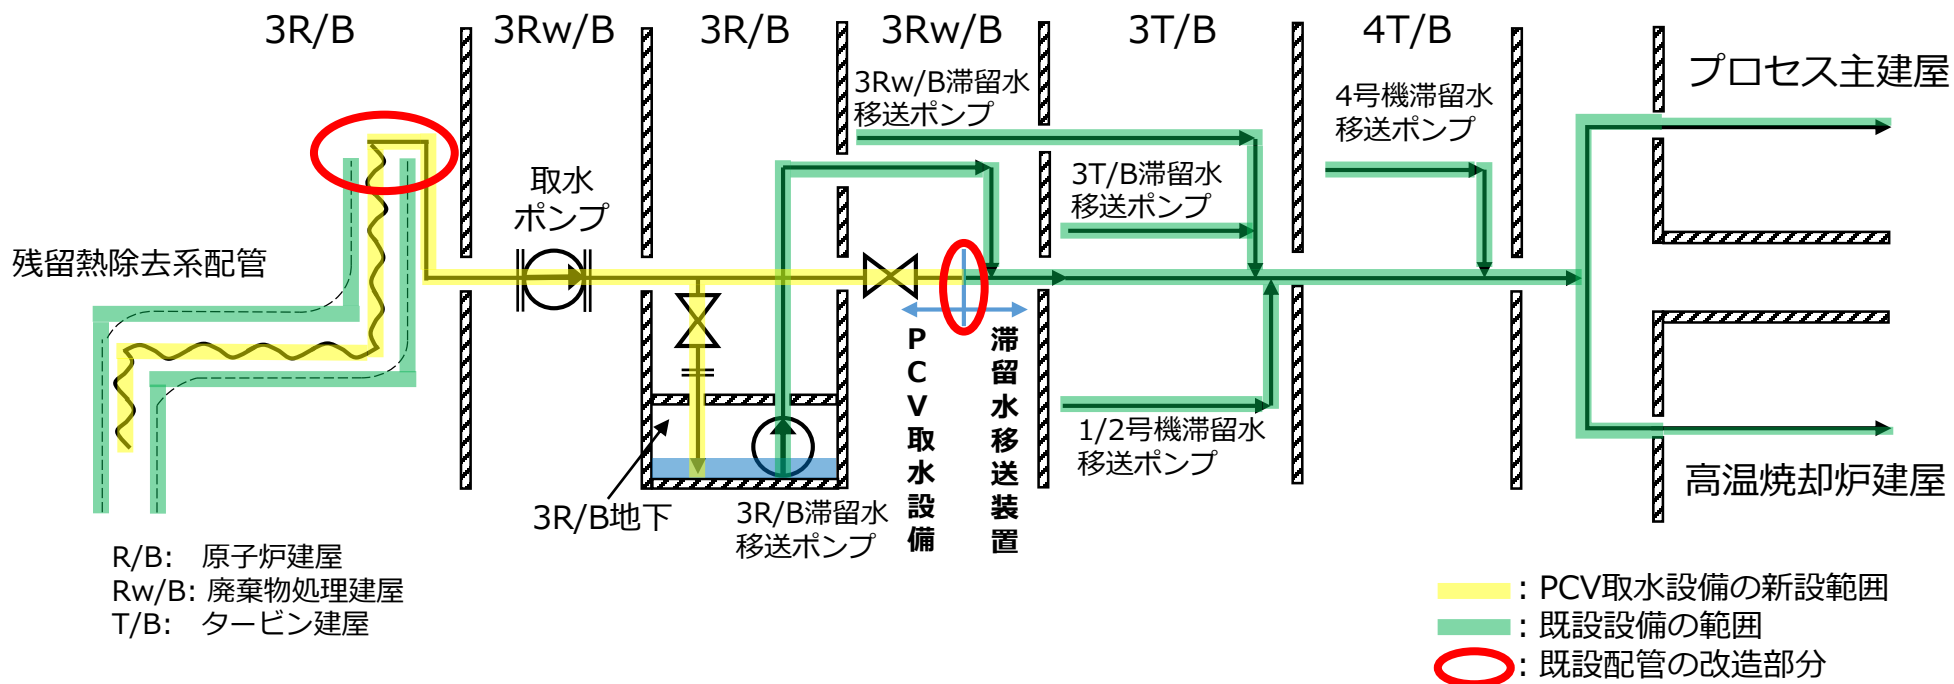 3R/B
3Rw/B
3R/B
3Rw/B
3T/B
4T/B
プロセス主建屋
3Rw/B滞留水
移送ポンプ
4号機滞留水
移送ポンプ
取水
ポンプ
3T/B滞留水
移送ポンプ
残留熱除去系配管
PCV取水設備
滞留水移送装置
1/2号機滞留水
移送ポンプ
高温焼却炉建屋
3R/B地下
3R/B滞留水
移送ポンプ
R/B: 原子炉建屋
Rw/B: 廃棄物処理建屋
T/B: タービン建屋
: PCV取水設備の新設範囲
: 既設設備の範囲
: 既設配管の改造部分